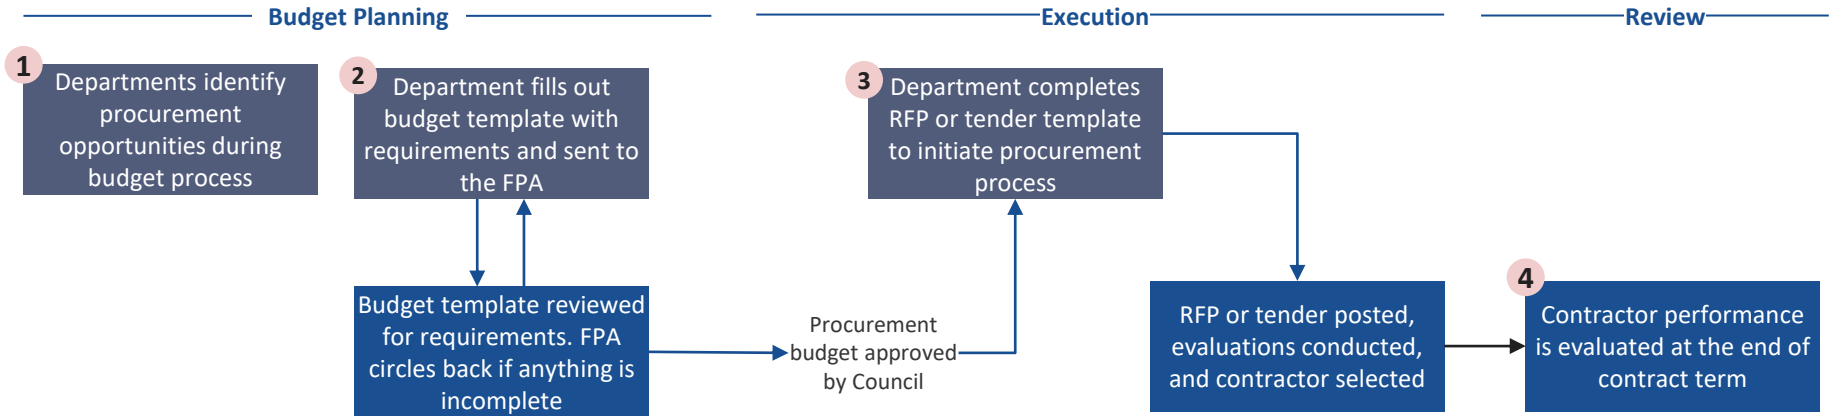 Budget Planning
Execution
Review
1
Departments identify
procurement
opportunities during
budget process
2
Department fills out
budget template with
requirements and sent to
the FPA
Budget template reviewed
for requirements. FPA
circles back if anything is
incomplete
Procurement
budget approved
by Council
3
Department completes
RFP or tender template
to initiate procurement
process
RFP or tender posted,
evaluations conducted,
and contractor selected
4
Contractor performance
is evaluated at the end of
contract term